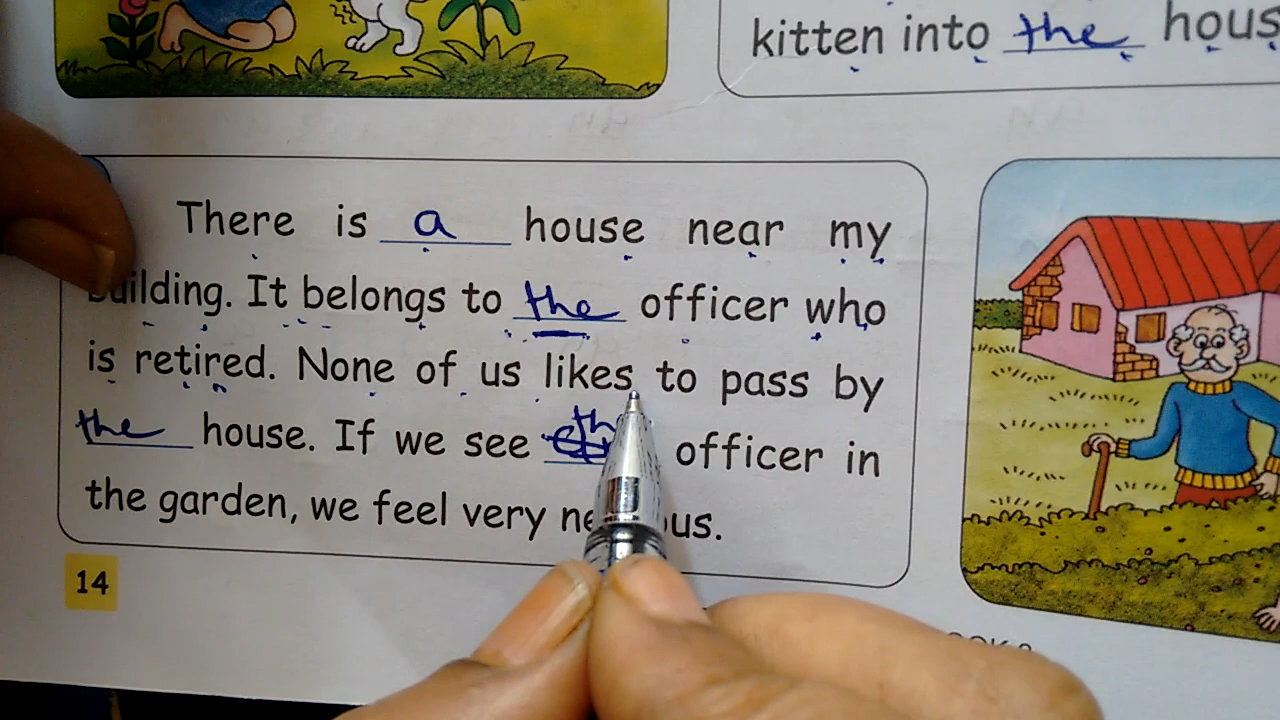 kitten into the hous
There is a house near my
building. It belongs to the officer who
is retired. None of us likes to pass by
the house. If we see th officer in
the garden, we feel very ne us.
14